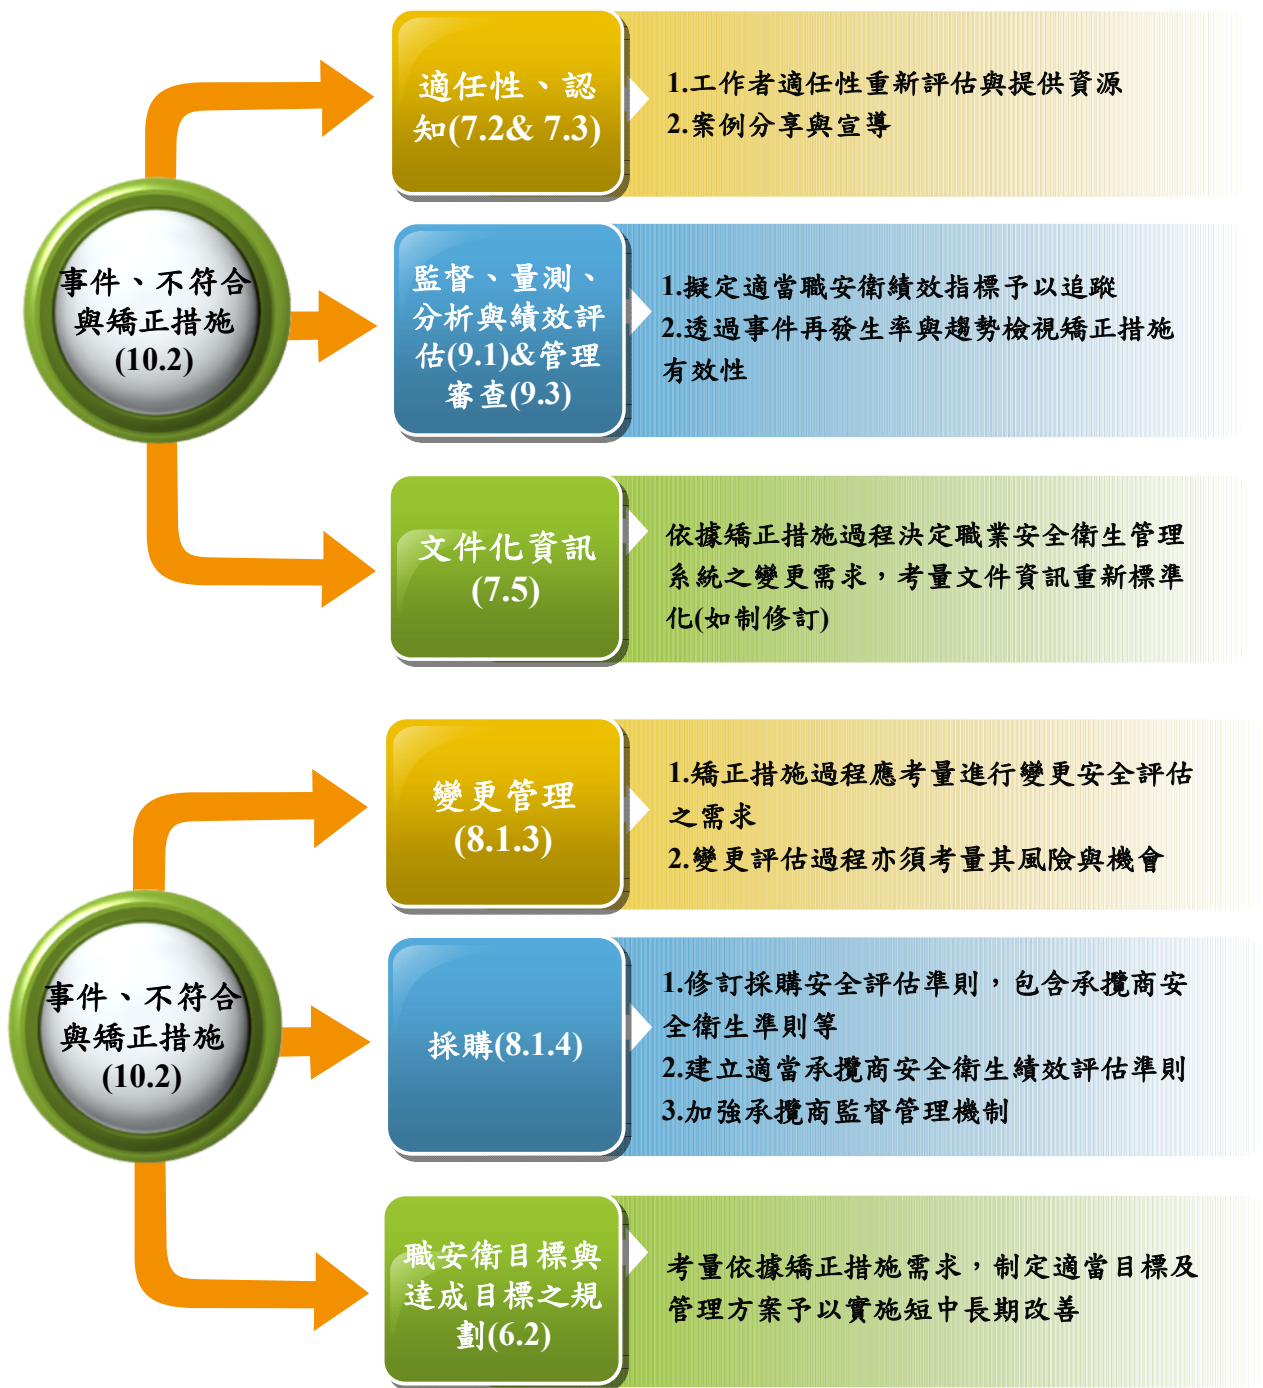 適任性、認
知(7.2& 7.3)
1.工作者適任性重新評估與提供資源
2.案例分享與宣導
事件、不符合
與矯正措施
(10.2)
監督、量測、
分析與績效評
估(9.1)&管理
審查(9.3)
1.擬定適當職安衛績效指標予以追蹤
2.透過事件再發生率與趨勢檢視矯正措施
有效性
文件化資訊
(7.5)
依據矯正措施過程決定職業安全衛生管理
系統之變更需求，考量文件資訊重新標準
化(如制修訂)
變更管理
(8.1.3)
1.矯正措施過程應考量進行變更安全評估
之需求
2.變更評估過程亦須考量其風險與機會
事件、不符合
與矯正措施
(10.2)
採購(8.1.4)
1.修訂採購安全評估準則，包含承攬商安
全衛生準則等
2.建立適當承攬商安全衛生績效評估準則
3.加強承攬商監督管理機制
職安衛目標與
達成目標之規
劃(6.2)
考量依據矯正措施需求，制定適當目標及
管理方案予以實施短中長期改善